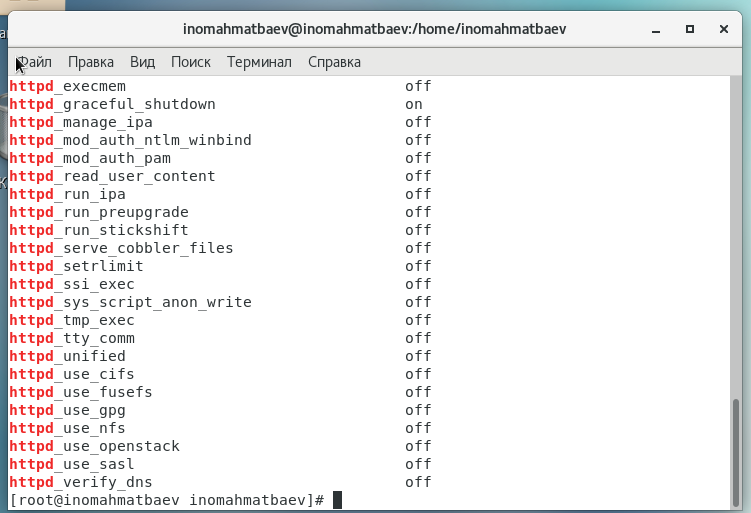 inomahmatbaev@inomahmatbaev:/home/inomahmatbaev
Файл Правка Вид Поиск Терминал Справка
httpd_execmem off
httpd_graceful_shutdown on
httpd_manage_ipa off
httpd_mod_auth_ntlm_winbind off
httpd_mod_auth_pam off
httpd_read_user_content off
httpd_run_ipa off
httpd_run_preupgrade off
httpd_run_stickshift off
httpd_serve_cobbler_files off
httpd_setrlimit off
httpd_ssi_exec off
httpd_sys_script_anon_write off
httpd_tmp_exec off
httpd_tty_comm off
httpd_unified off
httpd_use_cifs off
httpd_use_fusefs off
httpd_use_gpg off
httpd_use_nfs off
httpd_use_openstack off
httpd_use_sasl off
httpd_verify_dns off
[root@inomahmatbaev inomahmatbaev]#